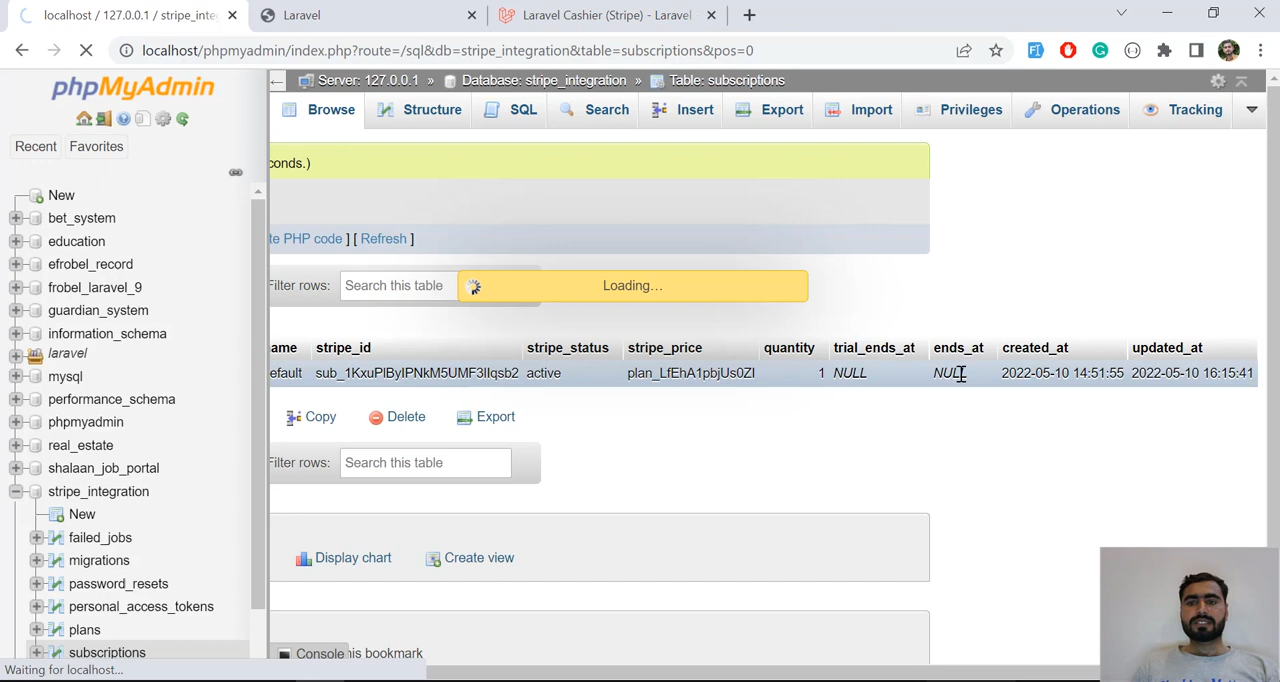 localhost / 127.0.0.1 / stripe_inte
Laravel
Laravel Cashier (Stripe) - Laravel
localhost/phpmyadmin/index.php?route=/sql&db=stripe_integration&table=subscriptions&pos=0
phpMyAdmin
Recent
Favorites
New
bet_system
education
efrobel_record
frobel_laravel_9
guardian_system
information_schema
laravel
mysql
performance_schema
phpmyadmin
real_estate
shalaan_job_portal
stripe_integration
New
failed_jobs
migrations
password_resets
personal_access_tokens
plans
subscriptions
Waiting for localhost...
Server: 127.0.0.1 » Database: stripe_integration » Table: subscriptions
Browse
Structure
SQL
Search
Insert
Export
Import
Privileges
Operations
Tracking
conds.)
te PHP code ] [ Refresh ]
Filter rows:
Search this table
Loading…
ame stripe_id stripe_status stripe_price quantity trial_ends_at ends_at created_at updated_at
efault sub_1KxuPlByIPNkM5UMF3lIqsb2 active plan_LfEhA1pbjUs0ZI 1 NULL NULL 2022-05-10 14:51:55 2022-05-10 16:15:41
Copy
Delete
Export
Filter rows:
Search this table
Display chart
Create view
Console
his bookmark